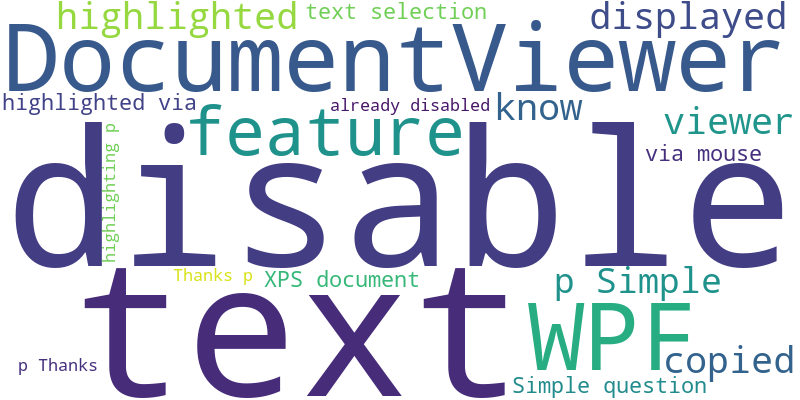 highlighted
text selection
displayed
DocumentViewer
highlighted via
already disabled
know
feature
viewer
via mouse
highlighting p
disable
Thanks p
XPS document
p Simple
text
WPF
copied
p Thanks
Simple question